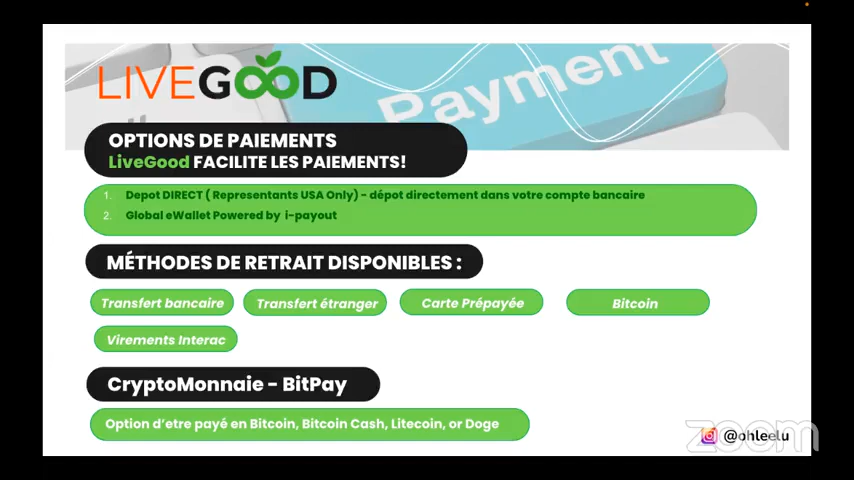 LIVEGOOD
Payment
OPTIONS DE PAIEMENTS
LiveGood FACILITE LES PAIEMENTS!
1. Depot DIRECT ( Representants USA Only) - dépot directement dans votre compte bancaire
2. Global eWallet Powered by i-payout
MÉTHODES DE RETRAIT DISPONIBLES :
Transfert bancaire
Transfert étranger
Carte Prépayée
Bitcoin
Virements Interac
CryptoMonnaie - BitPay
Option d'etre payé en Bitcoin, Bitcoin Cash, Litecoin, or Doge
zoom
@ohleelu